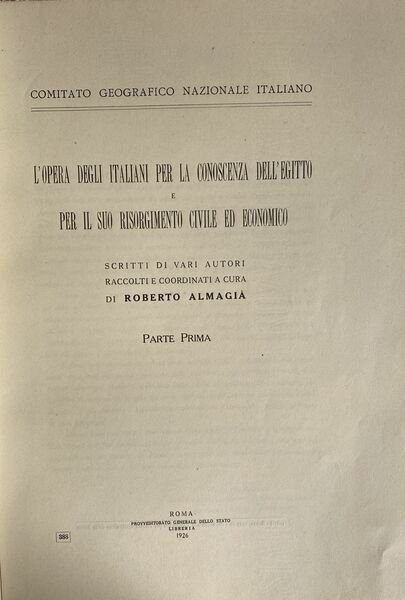 COMITATO GEOGRAFICO NAZIONALE ITALIANO
L'OPERA DEGLI ITALIANI PER LA CONOSCENZA DELL'EGITTO
E
PER IL SUO RISORGIMENTO CIVILE ED ECONOMICO
SCRITTI DI VARI AUTORI
RACCOLTI E COORDINATI A CURA
DI ROBERTO ALMAGIÀ
PARTE PRIMA
ROMA
PROVVEDITORATO GENERALE DELLO STATO
LIBRERIA
1926